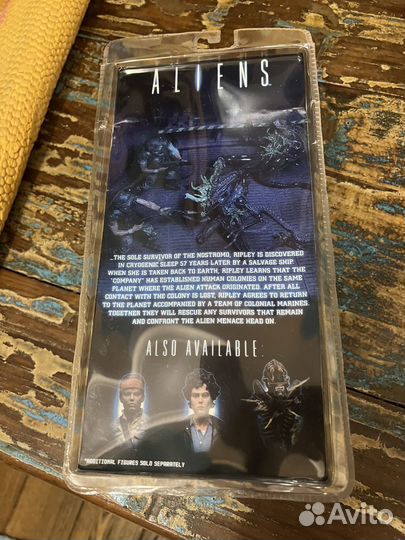 ALIENS
...THE SOLE SURVIVOR OF THE NOSTROMO, RIPLEY IS DISCOVERED
IN CRYOGENIC SLEEP 57 YEARS LATER BY A SALVAGE SHIP
WHEN SHE IS TAKEN BACK TO EARTH, RIPLEY LEARNS THAT THE
"COMPANY" HAS ESTABLISHED HUMAN COLONIES ON THE SAME
PLANET WHERE THE ALIEN ATTACK ORIGINATED. AFTER ALL
CONTACT WITH THE COLONY IS LOST, RIPLEY AGREES TO RETURN
TO THE PLANET ACCOMPANIED BY A TEAM OF COLONIAL MARINES.
TOGETHER THEY WILL RESCUE ANY SURVIVORS THAT REMAIN
AND CONFRONT THE ALIEN MENACE HEAD ON.
ALSO AVAILABLE:
*ADDITIONAL FIGURES SOLD SEPARATELY
Avito